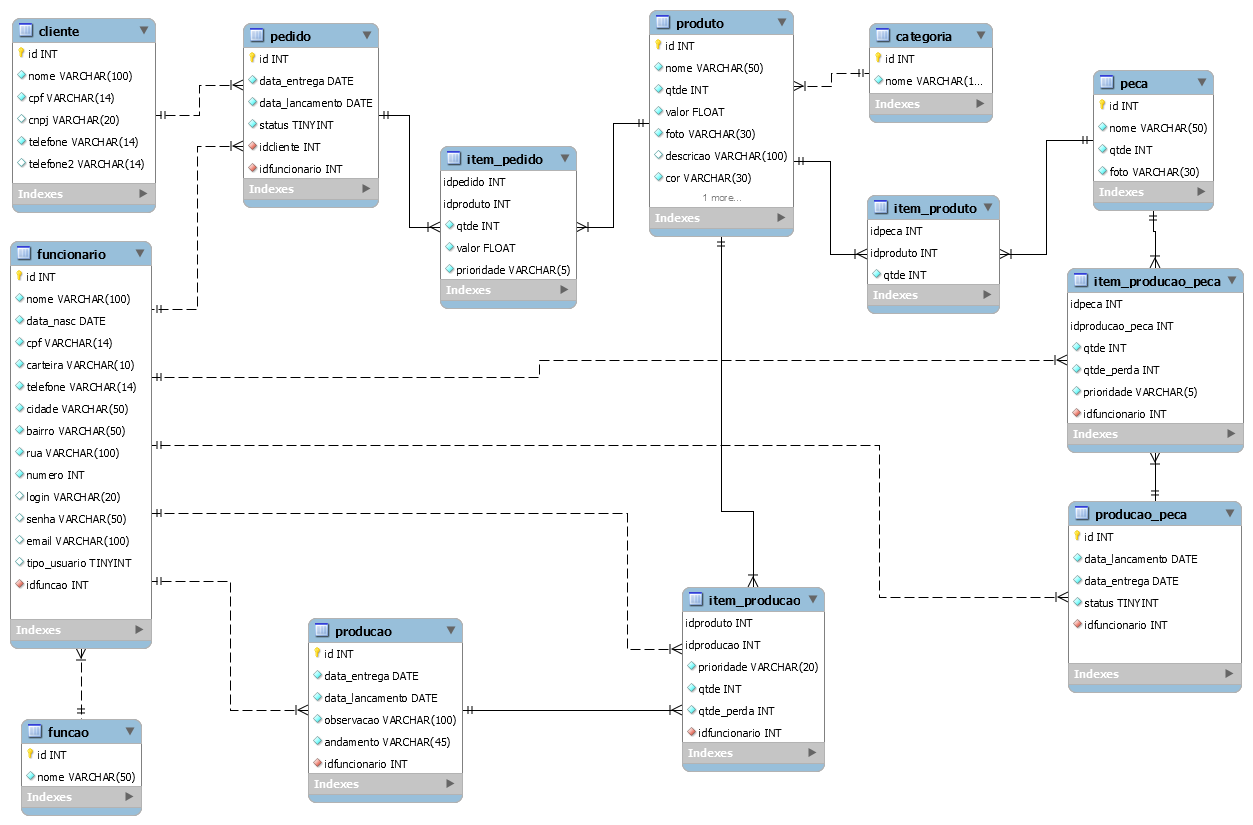 cliente
id INT
nome VARCHAR(100)
cpf VARCHAR(14)
cnpj VARCHAR(20)
telefone VARCHAR(14)
telefone2 VARCHAR(14)
Indexes
pedido
id INT
data_entrega DATE
data_lancamento DATE
status TINYINT
idcliente INT
idfuncionario INT
Indexes
item_pedido
idpedido INT
idproduto INT
qtde INT
valor FLOAT
prioridade VARCHAR(5)
Indexes
produto
id INT
nome VARCHAR(50)
qtde INT
valor FLOAT
foto VARCHAR(30)
descricao VARCHAR(100)
cor VARCHAR(30)
1 more...
Indexes
categoria
id INT
nome VARCHAR(1...
Indexes
peca
id INT
nome VARCHAR(50)
qtde INT
foto VARCHAR(30)
Indexes
item_produto
idpeca INT
idproduto INT
qtde INT
Indexes
funcionario
id INT
nome VARCHAR(100)
data_nasc DATE
cpf VARCHAR(14)
carteira VARCHAR(10)
telefone VARCHAR(14)
cidade VARCHAR(50)
bairro VARCHAR(50)
rua VARCHAR(100)
numero INT
login VARCHAR(20)
senha VARCHAR(50)
email VARCHAR(100)
tipo_usuario TINYINT
idfuncao INT
Indexes
item_producao_peca
idpeca INT
idproducao_peca INT
qtde INT
qtde_perda INT
prioridade VARCHAR(5)
idfuncionario INT
Indexes
producao_peca
id INT
data_lancamento DATE
data_entrega DATE
status TINYINT
idfuncionario INT
Indexes
item_producao
idproduto INT
idproducao INT
prioridade VARCHAR(20)
qtde INT
qtde_perda INT
idfuncionario INT
Indexes
producao
id INT
data_entrega DATE
data_lancamento DATE
observacao VARCHAR(100)
andamento VARCHAR(45)
idfuncionario INT
Indexes
funcao
id INT
nome VARCHAR(50)
Indexes